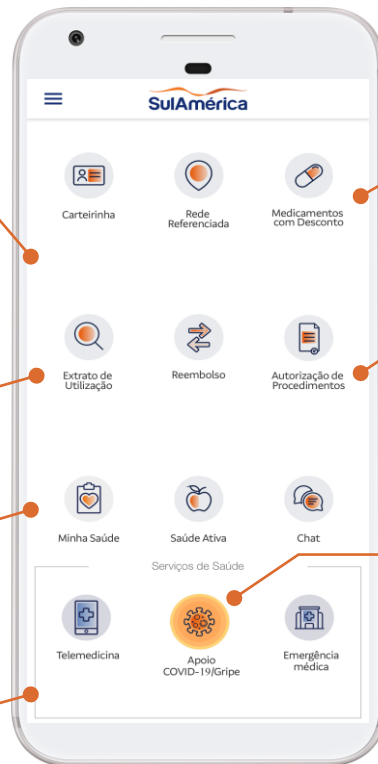 SulAmérica
Carteirinha
Rede
Referenciada
Medicamentos
com Desconto
Extrato de
Utilização
Reembolso
Autorização de
Procedimentos
Minha Saúde
Saúde Ativa
Chat
Serviços de Saúde
Telemedicina
Apoio
COVID-19/Gripe
Emergência
médica